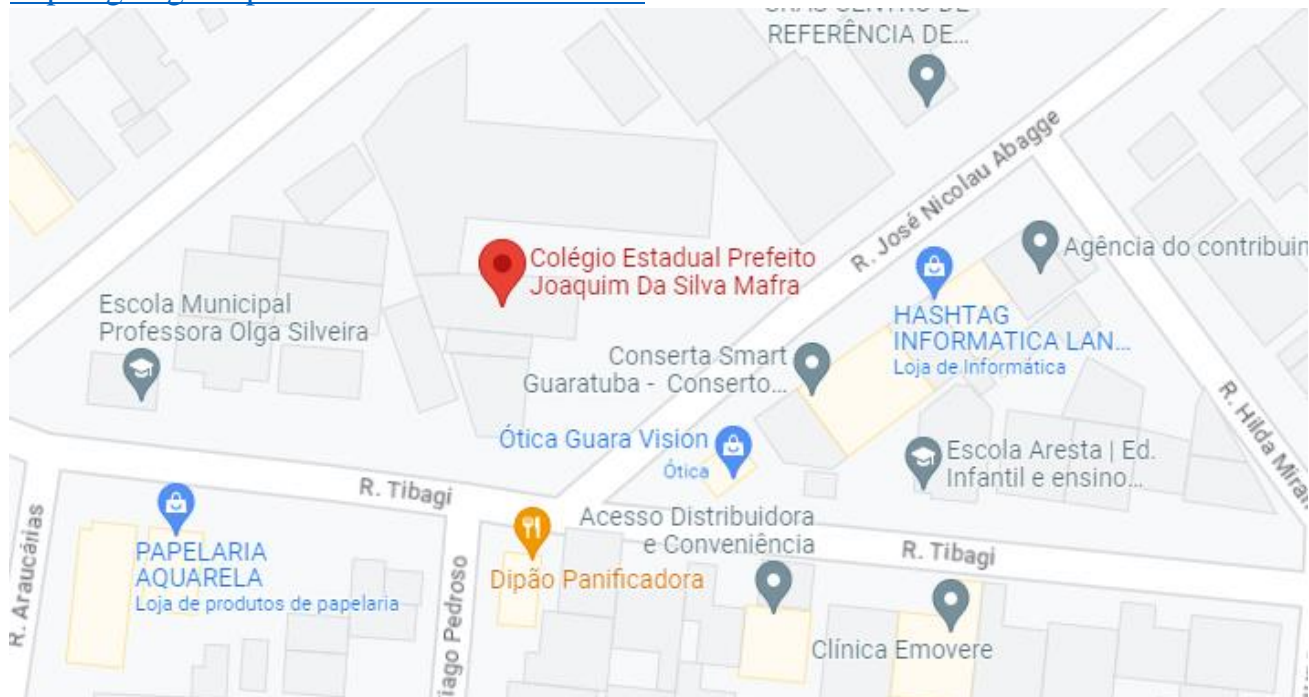 REFERÊNCIA DE...
R. José Nicolau Abagge
Colégio Estadual Prefeito
Joaquim Da Silva Mafra
Agência do contribuin
Escola Municipal
Professora Olga Silveira
HASHTAG
INFORMATICA LAN...
Loja de Informática
Conserta Smart
Guaratuba - Conserto...
R. Hilda Miran
Ótica Guara Vision
Ótica
Escola Aresta | Ed.
Infantil e ensino...
R. Tibagi
R. Araucárias
PAPELARIA
AQUARELA
Loja de produtos de papelaria
Acesso Distribuidora
e Conveniência
R. Tibagi
Dipão Panificadora
iago Pedroso
Clínica Emovere